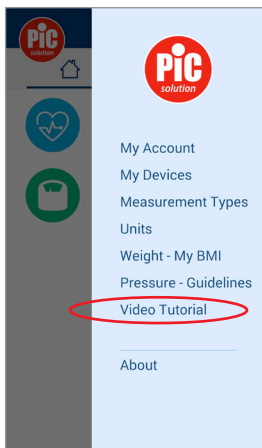 PiC
solution
PiC
solution
My Account
My Devices
Measurement Types
Units
Weight - My BMI
Pressure - Guidelines
Video Tutorial
About